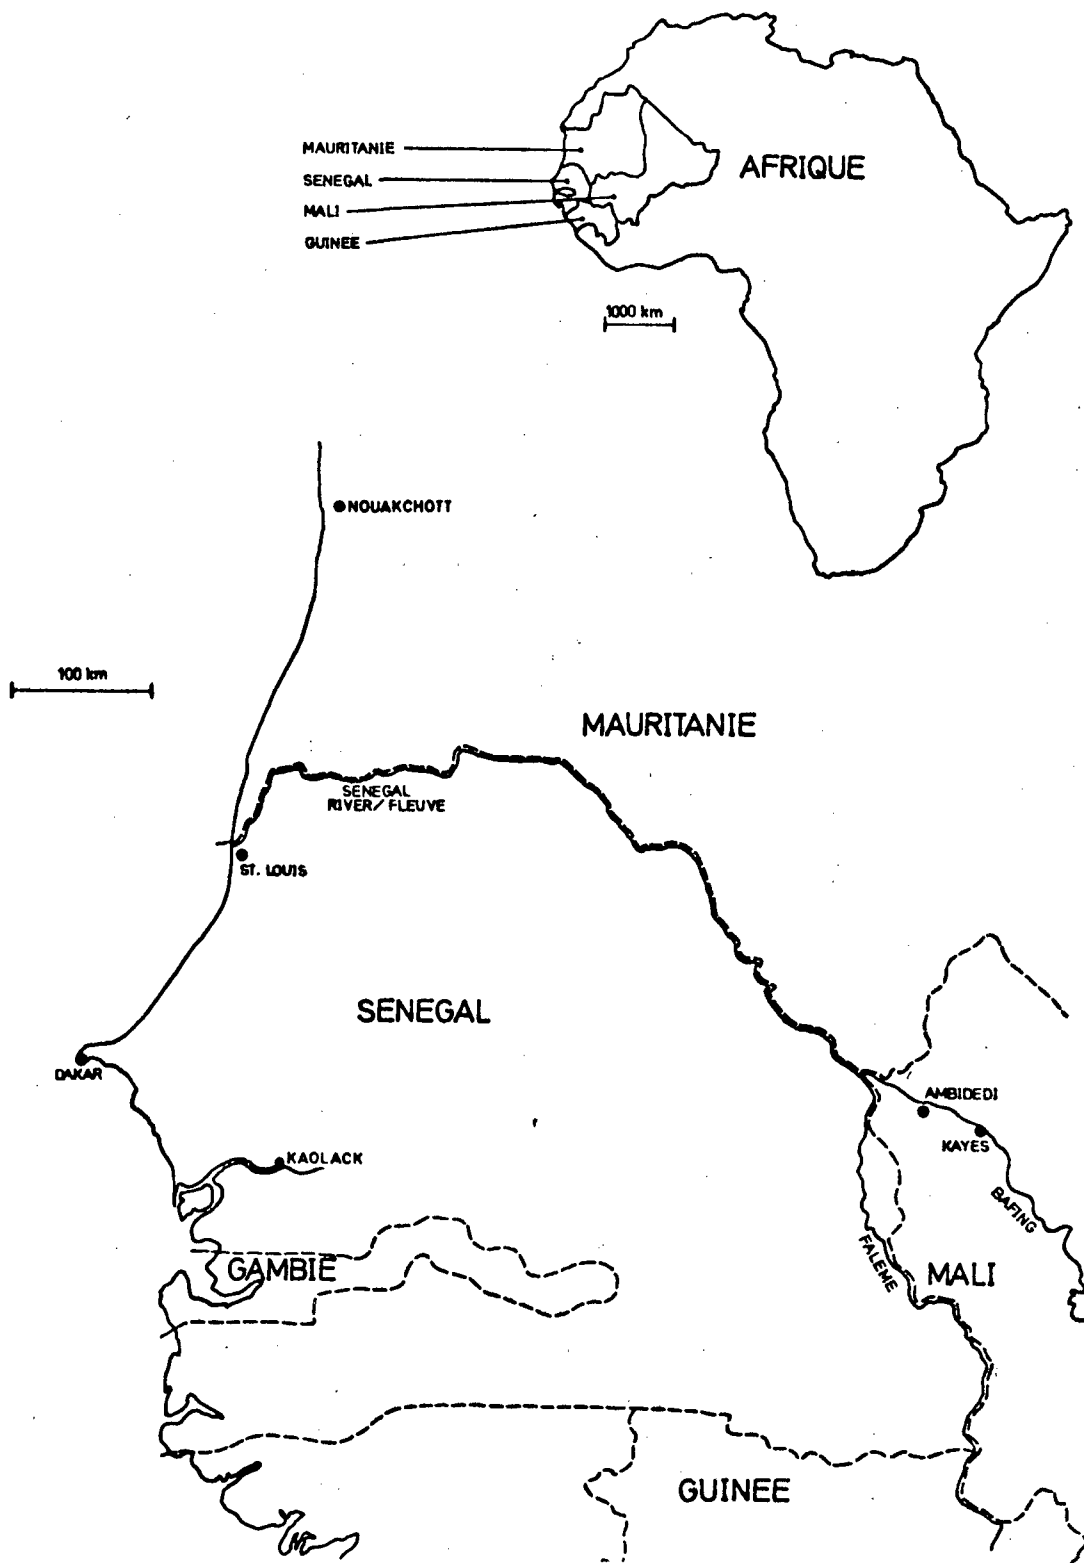 MAURITANIE
SENEGAL
MALI
GUINEE
AFRIQUE
1000 km
NOUAKCHOTT
100 km
MAURITANIE
SENEGAL
RIVER/FLEUVE
ST. LOUIS
SENEGAL
DAKAR
AMBIDEDI
KAYES
KAOLACK
BAFING
FALEME
GAMBIE
MALI
GUINEE